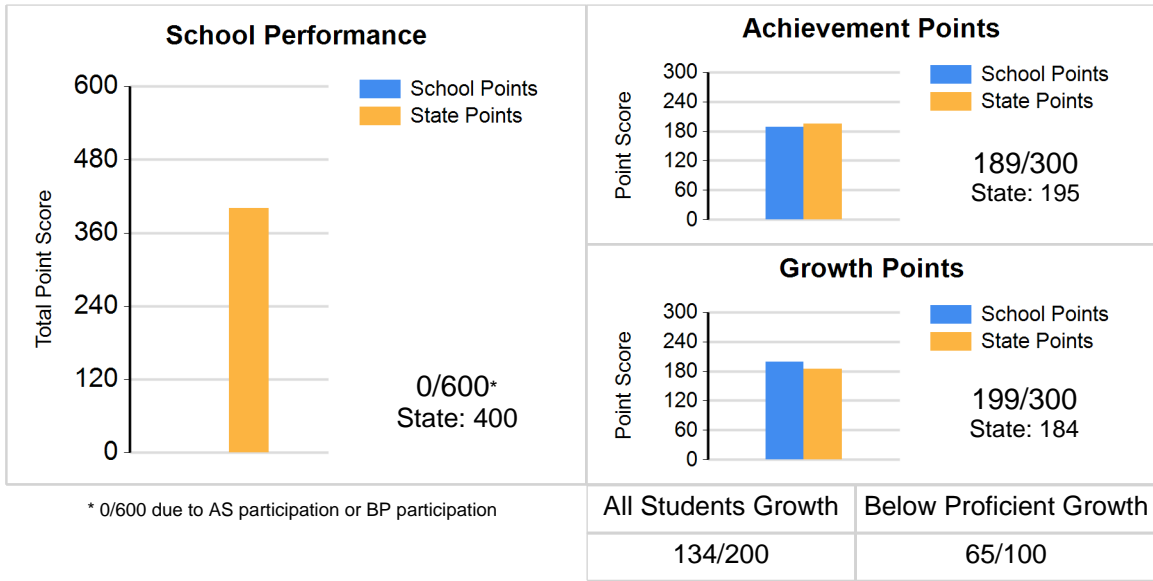 School Performance
600
480
360
240
120
0
Total Point Score
School Points
State Points
0/600*
State: 400
* 0/600 due to AS participation or BP participation
Achievement Points
300
240
180
120
60
0
Point Score
School Points
State Points
189/300
State: 195
Growth Points
300
240
180
120
60
0
Point Score
School Points
State Points
199/300
State: 184
All Students Growth Below Proficient Growth
134/200 65/100